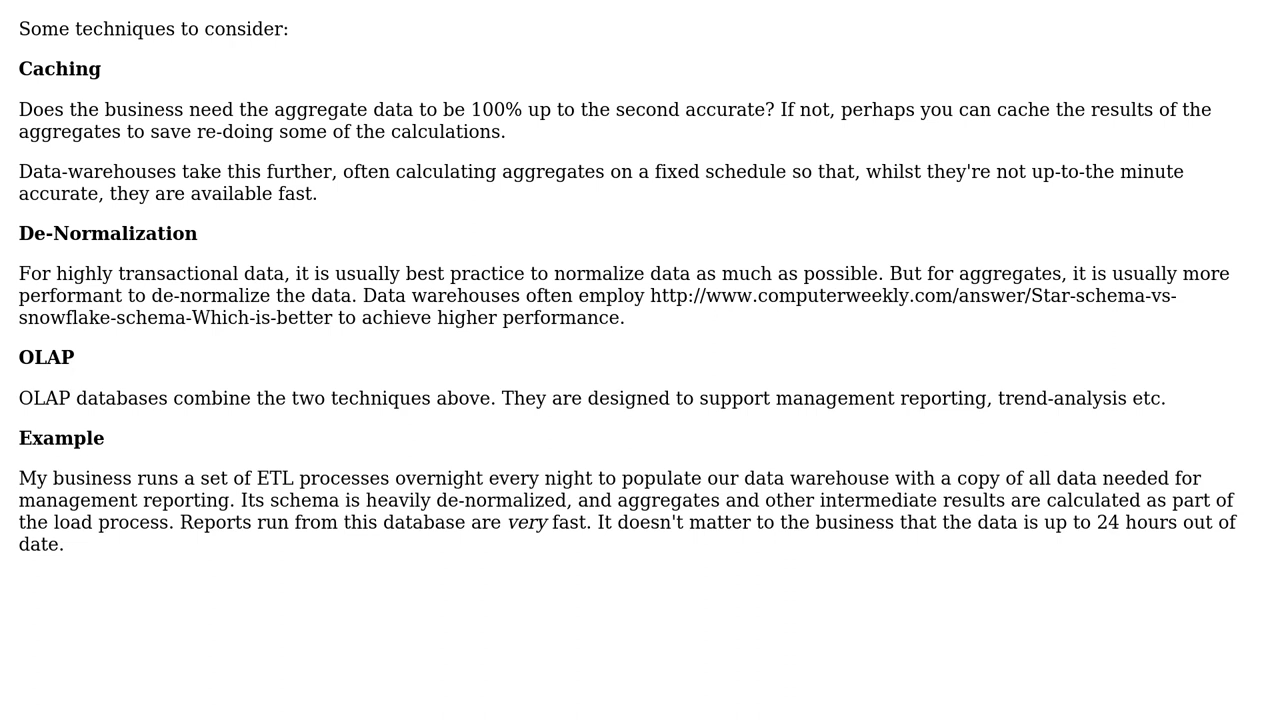 Some techniques to consider:
Caching
Does the business need the aggregate data to be 100% up to the second accurate? If not, perhaps you can cache the results of the
aggregates to save re-doing some of the calculations.
Data-warehouses take this further, often calculating aggregates on a fixed schedule so that, whilst they're not up-to-the minute
accurate, they are available fast.
De-Normalization
For highly transactional data, it is usually best practice to normalize data as much as possible. But for aggregates, it is usually more
performant to de-normalize the data. Data warehouses often employ http://www.computerweekly.com/answer/Star-schema-vs-
snowflake-schema-Which-is-better to achieve higher performance.
OLAP
OLAP databases combine the two techniques above. They are designed to support management reporting, trend-analysis etc.
Example
My business runs a set of ETL processes overnight every night to populate our data warehouse with a copy of all data needed for
management reporting. Its schema is heavily de-normalized, and aggregates and other intermediate results are calculated as part of
the load process. Reports run from this database are very fast. It doesn't matter to the business that the data is up to 24 hours out of
date.